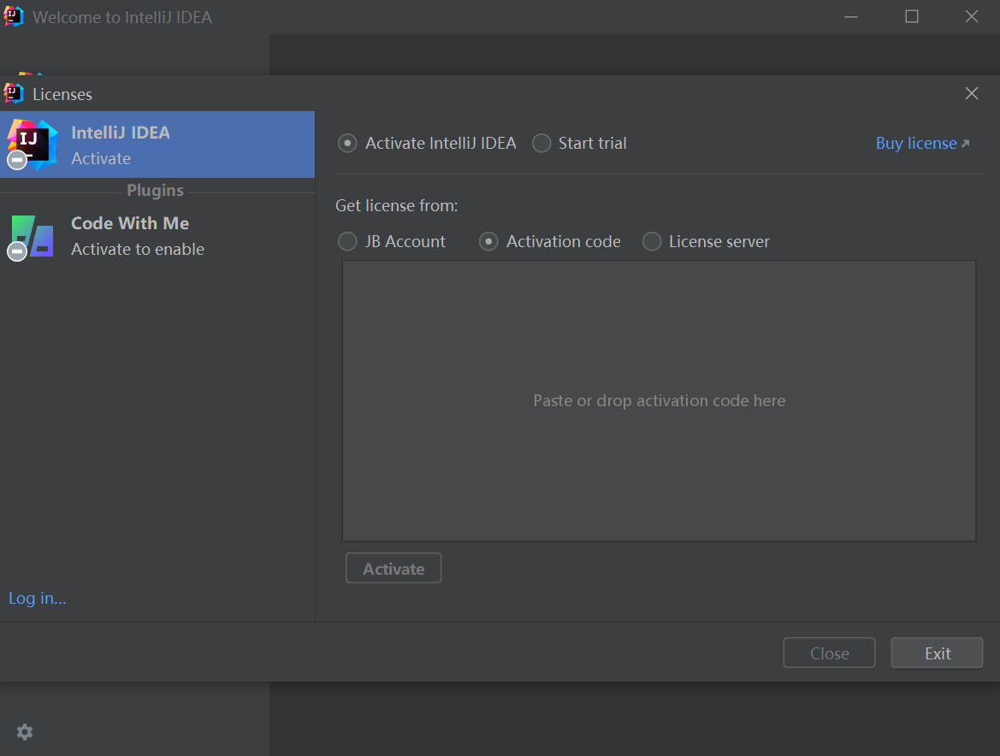 Welcome to IntelliJ IDEA
Licenses
IntelliJ IDEA
Activate
Plugins
Code With Me
Activate to enable
Log in...
Activate IntelliJ IDEA Start trial Buy license
Get license from:
JB Account Activation code License server
Paste or drop activation code here
Activate
Close Exit